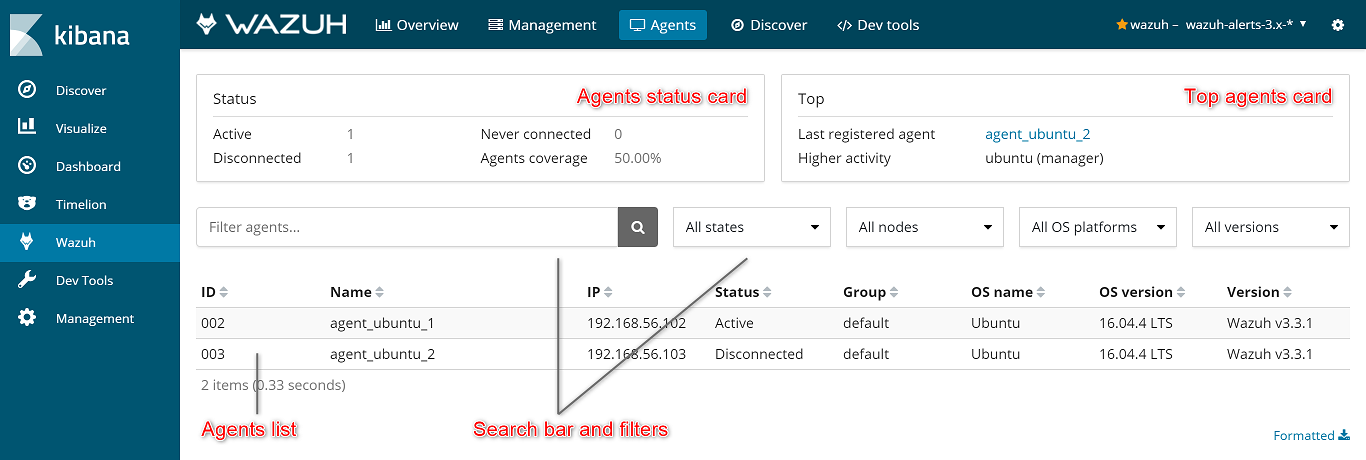 kibana
Discover
Visualize
Dashboard
Timelion
Wazuh
Dev Tools
Management
WAZUH Overview Management Agents Discover Dev tools wazuh – wazuh-alerts-3.x-*
Status Agents status card
Active 1 Never connected 0
Disconnected 1 Agents coverage 50.00%
Top Top agents card
Last registered agent agent_ubuntu_2
Higher activity ubuntu (manager)
Filter agents... All states All nodes All OS platforms All versions
ID Name IP Status Group OS name OS version Version
002 agent_ubuntu_1 192.168.56.102 Active default Ubuntu 16.04.4 LTS Wazuh v3.3.1
003 agent_ubuntu_2 192.168.56.103 Disconnected default Ubuntu 16.04.4 LTS Wazuh v3.3.1
2 items (0.33 seconds)
Agents list Search bar and filters
Formatted